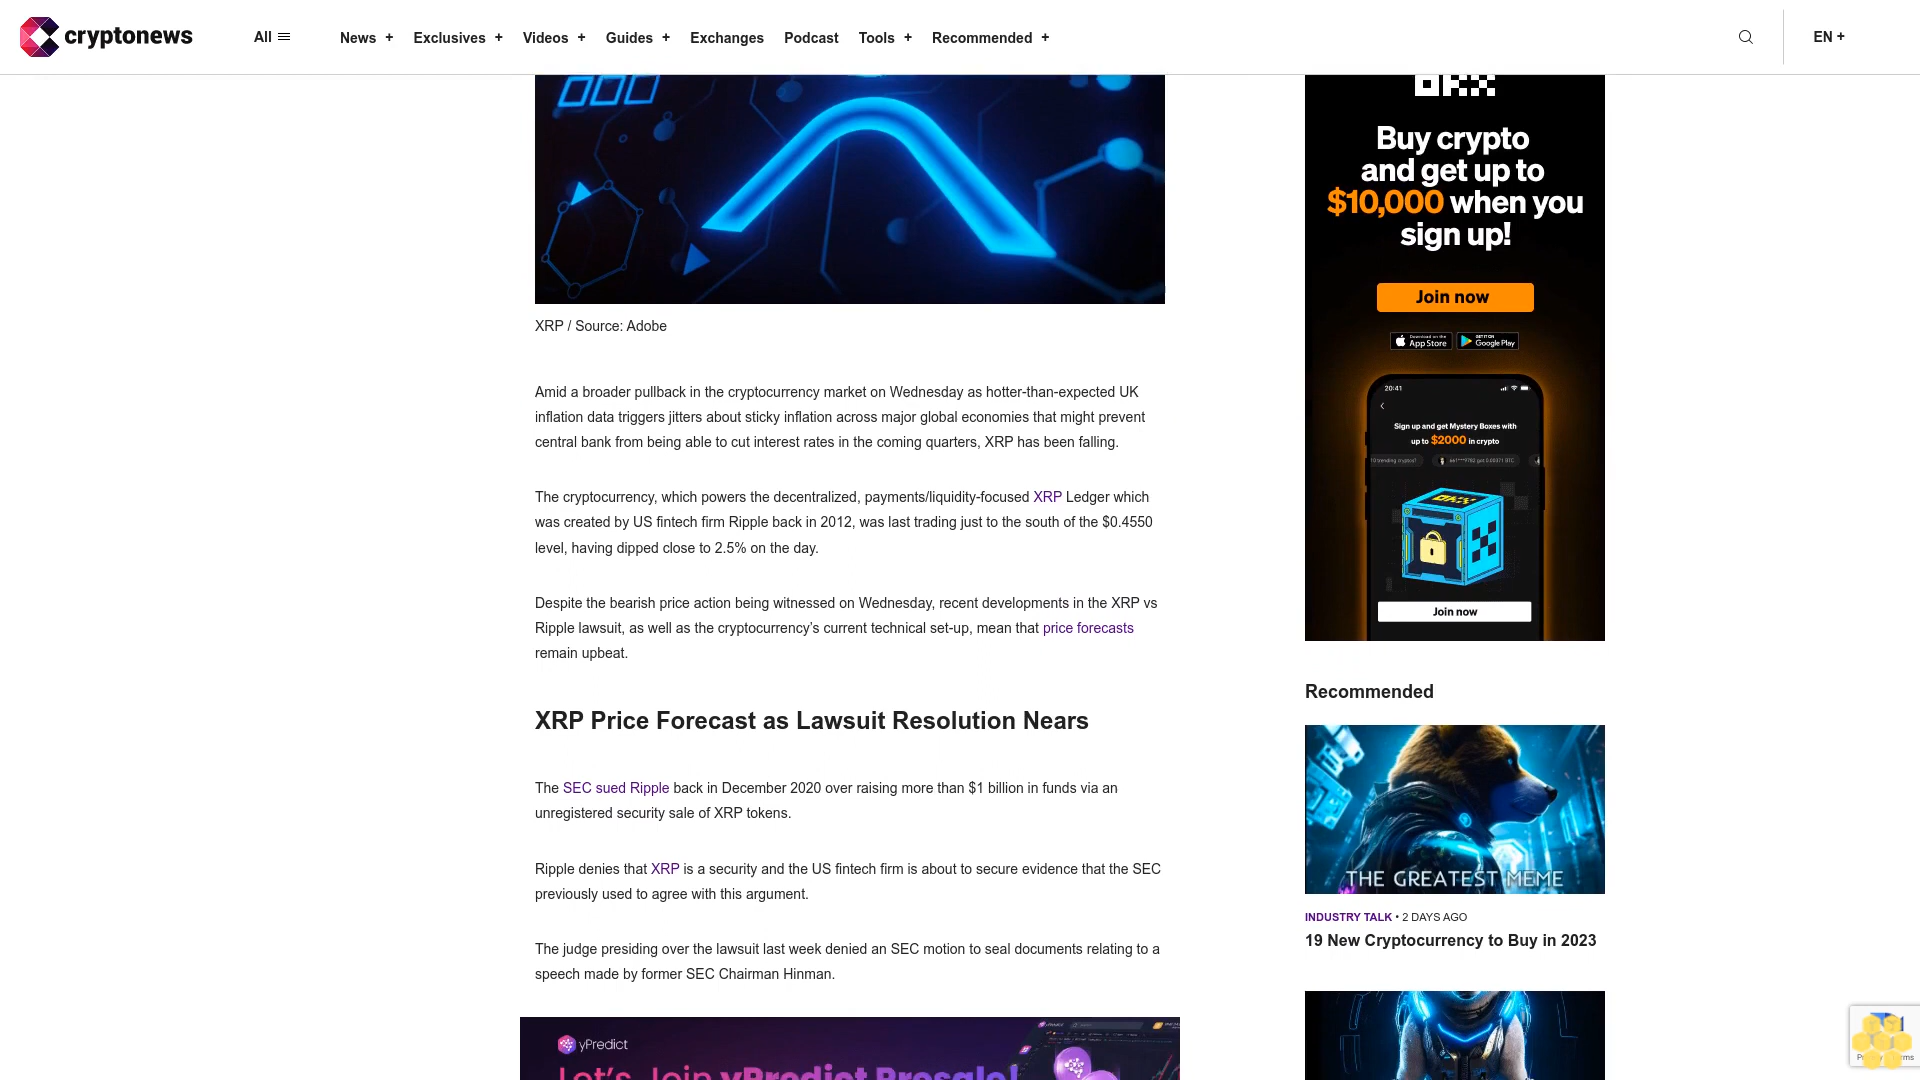 cryptonews
All
News + Exclusives + Videos + Guides + Exchanges Podcast Tools + Recommended +
EN +
XRP / Source: Adobe
Amid a broader pullback in the cryptocurrency market on Wednesday as hotter-than-expected UK
inflation data triggers jitters about sticky inflation across major global economies that might prevent
central bank from being able to cut interest rates in the coming quarters, XRP has been falling.
The cryptocurrency, which powers the decentralized, payments/liquidity-focused XRP Ledger which
was created by US fintech firm Ripple back in 2012, was last trading just to the south of the $0.4550
level, having dipped close to 2.5% on the day.
Despite the bearish price action being witnessed on Wednesday, recent developments in the XRP vs
Ripple lawsuit, as well as the cryptocurrency’s current technical set-up, mean that price forecasts
remain upbeat.
XRP Price Forecast as Lawsuit Resolution Nears
The SEC sued Ripple back in December 2020 over raising more than $1 billion in funds via an
unregistered security sale of XRP tokens.
Ripple denies that XRP is a security and the US fintech firm is about to secure evidence that the SEC
previously used to agree with this argument.
The judge presiding over the lawsuit last week denied an SEC motion to seal documents relating to a
speech made by former SEC Chairman Hinman.
yPredict
Let's Join yPredict Presale!
Buy crypto
and get up to
$10,000 when you
sign up!
Join now
Download on the
App Store
GET IT ON
Google Play
20:41
Sign up and get Mystery Boxes with
up to $2000 in crypto
Join now
Recommended
THE GREATEST MEME
INDUSTRY TALK • 2 DAYS AGO
19 New Cryptocurrency to Buy in 2023